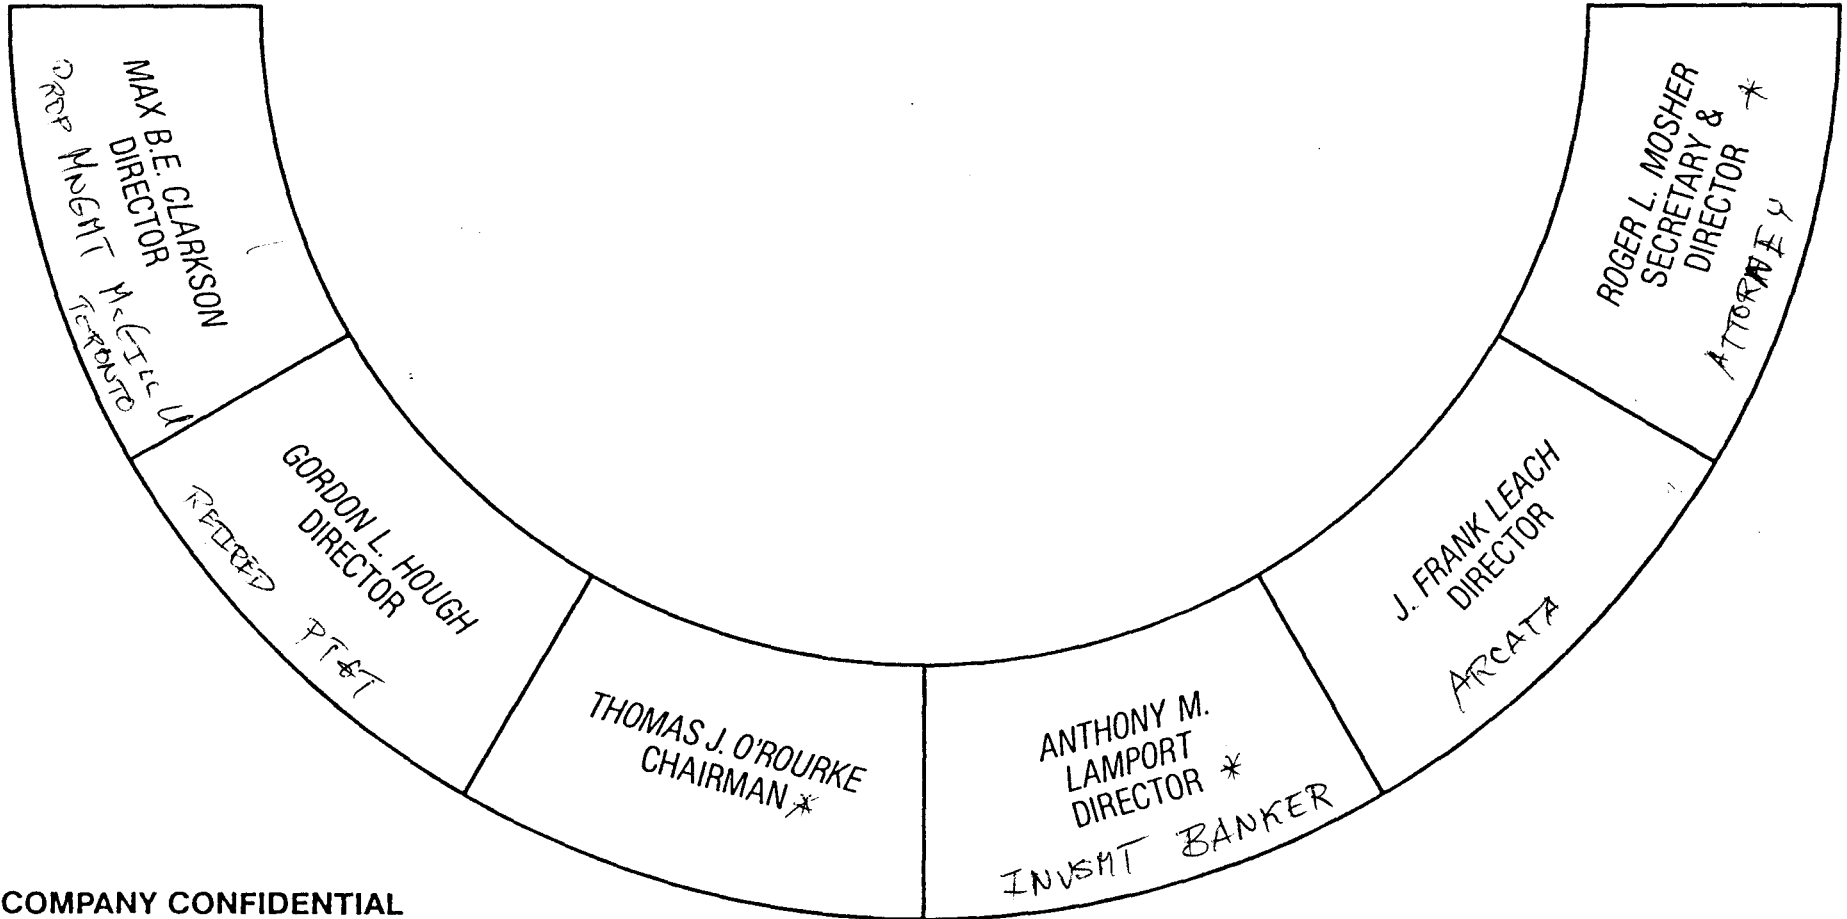 MAX B.E. CLARKSON
DIRECTOR
MNGMT McGILL U
TORONTO
GORDON L. HOUGH
DIRECTOR
RETIRED PT&T
THOMAS J. O'ROURKE
CHAIRMAN *
ANTHONY M.
LAMPORT
DIRECTOR *
INVSMT BANKER
J. FRANK LEACH
DIRECTOR
ARCATA
ROGER L. MOSHER
SECRETARY &
DIRECTOR *
ATTORNEY
COMPANY CONFIDENTIAL